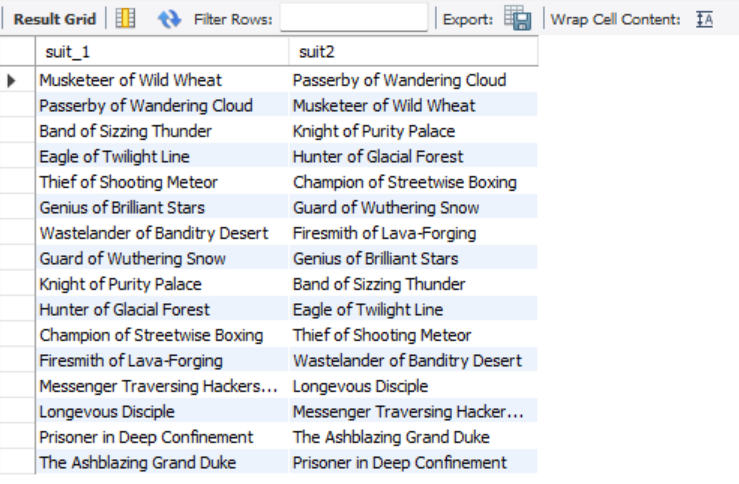 Result Grid Filter Rows: Export: Wrap Cell Content: IA
suit_1 suit2
Musketeer of Wild Wheat Passerby of Wandering Cloud
Passerby of Wandering Cloud Musketeer of Wild Wheat
Band of Sizzing Thunder Knight of Purity Palace
Eagle of Twilight Line Hunter of Glacial Forest
Thief of Shooting Meteor Champion of Streetwise Boxing
Genius of Brilliant Stars Guard of Wuthering Snow
Wastelander of Banditry Desert Firesmith of Lava-Forging
Guard of Wuthering Snow Genius of Brilliant Stars
Knight of Purity Palace Band of Sizzing Thunder
Hunter of Glacial Forest Eagle of Twilight Line
Champion of Streetwise Boxing Thief of Shooting Meteor
Firesmith of Lava-Forging Wastelander of Banditry Desert
Messenger Traversing Hackers... Longevous Disciple
Longevous Disciple Messenger Traversing Hacker...
Prisoner in Deep Confinement The Ashblazing Grand Duke
The Ashblazing Grand Duke Prisoner in Deep Confinement